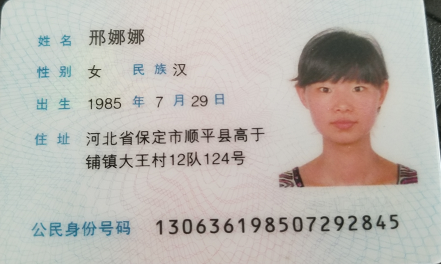 姓名 邢娜娜
性别 女 民族 汉
出生 1985 年 7 月 29 日
住址 河北省保定市顺平县高于
铺镇大王村12队124号
公民身份号码 130636198507292845